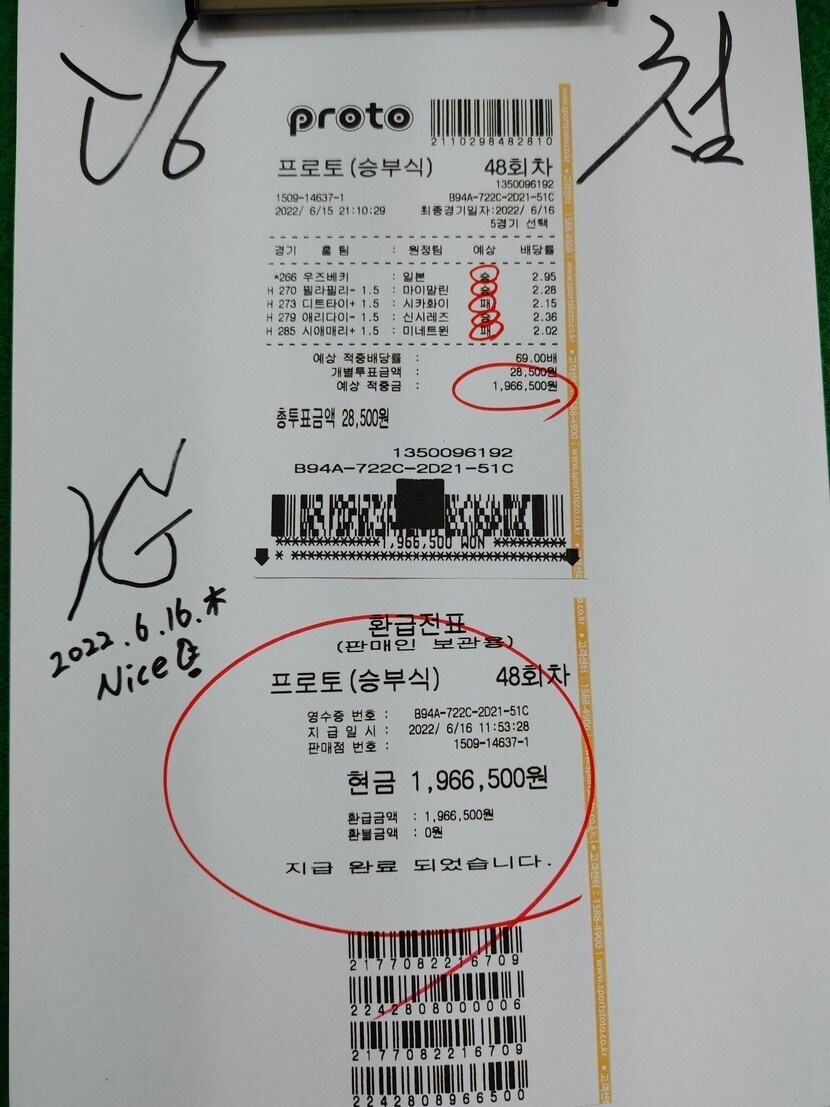 당 첨
proto
2110298482810
프로토(승부식) 48회차
1350096192
1509-14637-1 B94A-722C-2D21-51C
2022/ 6/15 21:10:29 최종경기일자:2022/ 6/16
5경기 선택
경기 홈 팀 : 원정팀 예상 배당률
*266 우즈베키 : 일본 승 2.95
H 270 필라필리- 1.5 : 마이말린 승 2.28
H 273 디트타이+ 1.5 : 시카화이 패 2.15
H 279 애리다이- 1.5 : 신시레즈 승 2.36
H 285 시애매리+ 1.5 : 미네트윈 패 2.02
예상 적중배당률 : 69.00배
개별투표금액 : 28,500원
예상 적중금 : 1,966,500원
총투표금액 28,500원
1350096192
B94A-722C-2D21-51C
************1,966,500 WON *********
* *********************************
2022.6.16.木
Nice
환급전표
(판매인 보관용)
프로토(승부식) 48회차
영수증 번호 : B94A-722C-2D21-51C
지급일시 : 2022/ 6/16 11:53:28
판매점 번호 : 1509-14637-1
현금 1,966,500원
환급금액 : 1,966,500원
환불금액 : 0원
지급 완료 되었습니다.
2177082216709
2242808000006
2177082216709
2242808966500
www.sportstoto.co.kr ● 고객센터 : 1588-4900